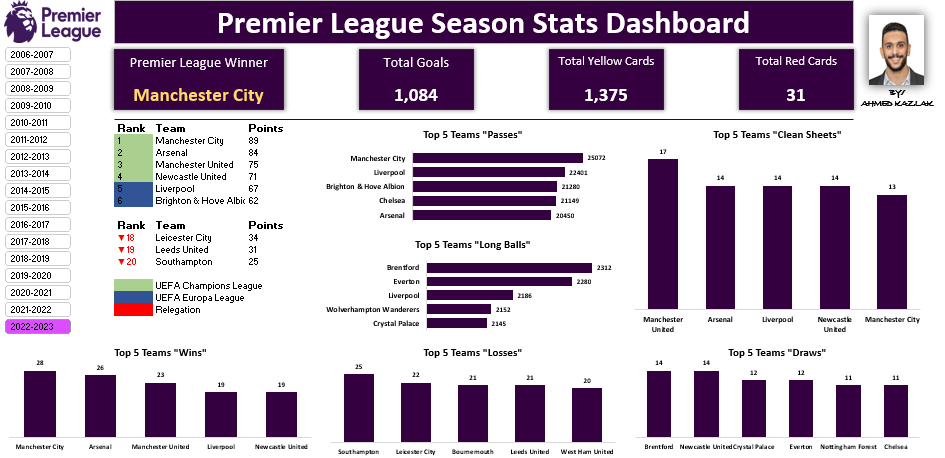 Premier
League
Premier League Season Stats Dashboard
BY/
AHMED KAZLAK
2006-2007
2007-2008
2008-2009
2009-2010
2010-2011
2011-2012
2012-2013
2013-2014
2014-2015
2015-2016
2016-2017
2017-2018
2018-2019
2019-2020
2020-2021
2021-2022
2022-2023
Premier League Winner
Manchester City
Total Goals
1,084
Total Yellow Cards
1,375
Total Red Cards
31
Rank Team Points
1 Manchester City 89
2 Arsenal 84
3 Manchester United 75
4 Newcastle United 71
5 Liverpool 67
6 Brighton & Hove Albic 62
Rank Team Points
▼18 Leicester City 34
▼19 Leeds United 31
▼20 Southampton 25
UEFA Champions League
UEFA Europa League
Relegation
Top 5 Teams "Passes"
Manchester City 25072
Liverpool 22401
Brighton & Hove Albion 21280
Chelsea 21149
Arsenal 20450
Top 5 Teams "Long Balls"
Brentford 2312
Everton 2280
Liverpool 2186
Wolverhampton Wanderers 2152
Crystal Palace 2145
Top 5 Teams "Clean Sheets"
17 14 14 14 13
Manchester United Arsenal Liverpool Newcastle United Manchester City
Top 5 Teams "Wins"
28 26 23 19 19
Manchester City Arsenal Manchester United Liverpool Newcastle United
Top 5 Teams "Losses"
25 22 21 21 20
Southampton Leicester City Bournemouth Leeds United West Ham United
Top 5 Teams "Draws"
14 14 12 12 11 11
Brentford Newcastle United Crystal Palace Everton Nottingham Forest Chelsea